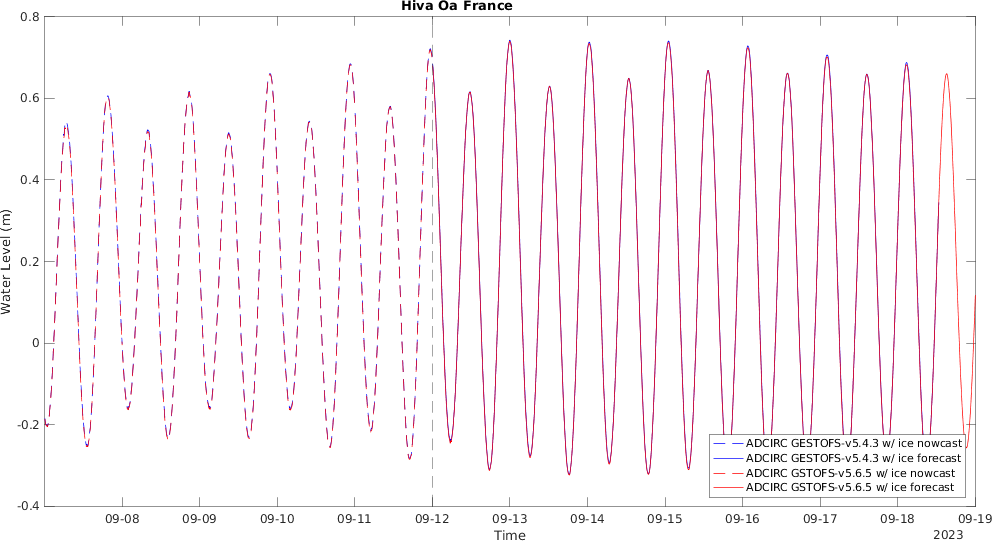 Hiva Oa France
0.8
0.6
0.4
0.2
0
-0.2
-0.4
Water Level (m)
09-08 09-09 09-10 09-11 09-12 09-13 09-14 09-15 09-16 09-17 09-18 09-19
Time
2023
ADCIRC GESTOFS-v5.4.3 w/ ice nowcast
ADCIRC GESTOFS-v5.4.3 w/ ice forecast
ADCIRC GSTOFS-v5.6.5 w/ ice nowcast
ADCIRC GSTOFS-v5.6.5 w/ ice forecast